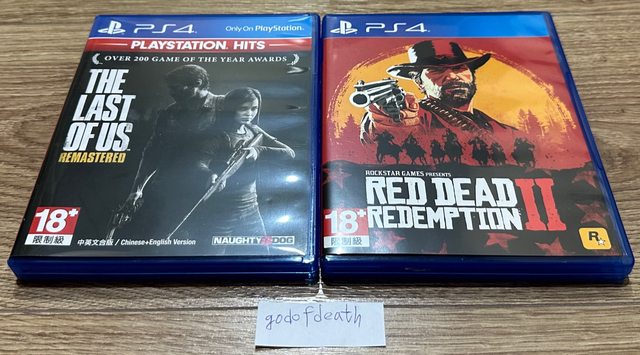 PS4
Only On PlayStation
PLAYSTATION HITS
OVER 200 GAME OF THE YEAR AWARDS
THE
LAST
OF US
REMASTERED
18+
限制級
中英文合版 / Chinese+English Version
NAUGHTY DOG
PS4
ROCKSTAR GAMES PRESENTS
RED DEAD
REDEMPTION II
18+
限制級
R
godofdeath